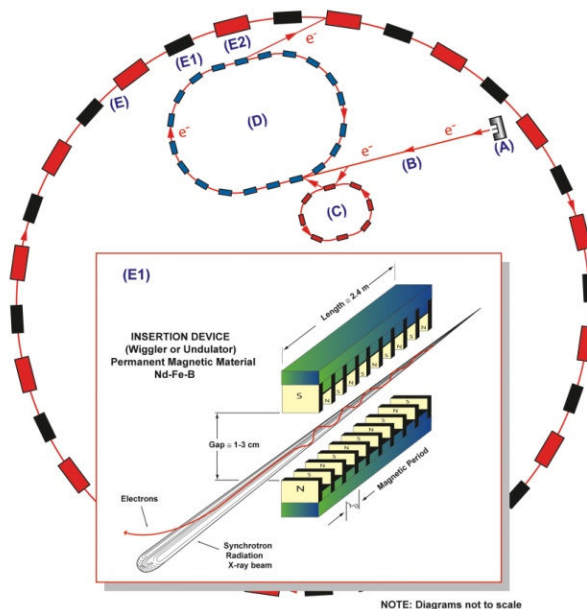 (E2)
(E1)
(E)
e-
(D)
e-
e-
(A)
(B)
e-
(C)
(E1)
INSERTION DEVICE
(Wiggler or Undulator)
Permanent Magnetic Material
Nd-Fe-B
Length ≅ 2.4 m
S
N
S
N
S
N
S
N
Gap ≅ 1-3 cm
N
S
N
S
N
S
N
Magnetic Period
Electrons
Synchrotron
Radiation
X-ray beam
NOTE: Diagrams not to scale